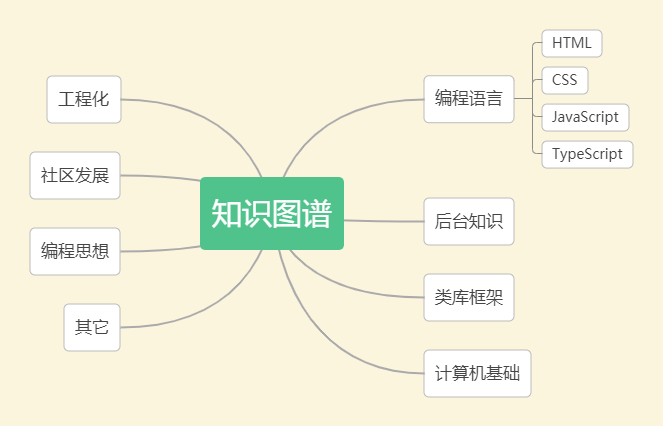 知识图谱
编程语言
HTML
CSS
JavaScript
TypeScript
后台知识
类库框架
计算机基础
工程化
社区发展
编程思想
其它